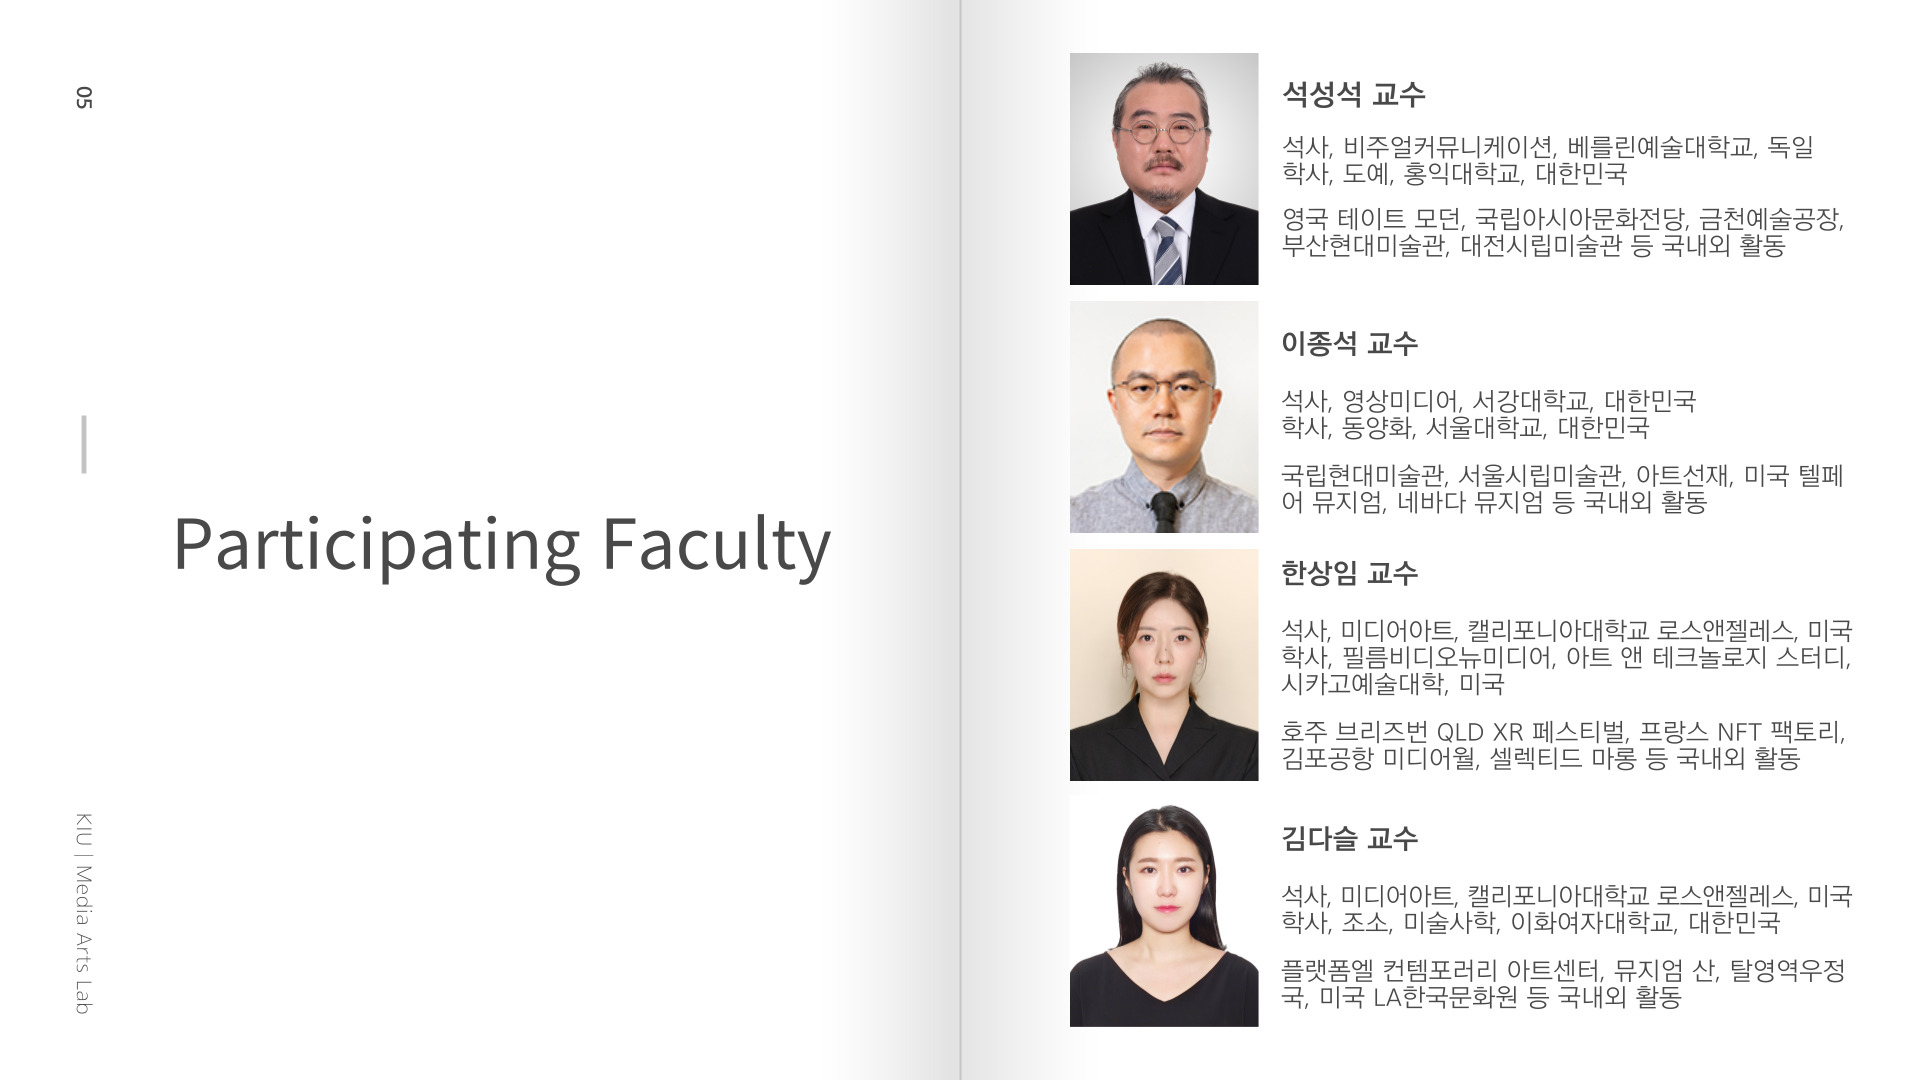 05
Participating Faculty
KIU | Media Arts Lab
석성석 교수
석사, 비주얼커뮤니케이션, 베를린예술대학교, 독일
학사, 도예, 홍익대학교, 대한민국
영국 테이트 모던, 국립아시아문화전당, 금천예술공장,
부산현대미술관, 대전시립미술관 등 국내외 활동
이종석 교수
석사, 영상미디어, 서강대학교, 대한민국
학사, 동양화, 서울대학교, 대한민국
국립현대미술관, 서울시립미술관, 아트선재, 미국 텔페
어 뮤지엄, 네바다 뮤지엄 등 국내외 활동
한상임 교수
석사, 미디어아트, 캘리포니아대학교 로스앤젤레스, 미국
학사, 필름비디오뉴미디어, 아트 앤 테크놀로지 스터디,
시카고예술대학, 미국
호주 브리즈번 QLD XR 페스티벌, 프랑스 NFT 팩토리,
김포공항 미디어월, 셀렉티드 마롱 등 국내외 활동
김다슬 교수
석사, 미디어아트, 캘리포니아대학교 로스앤젤레스, 미국
학사, 조소, 미술사학, 이화여자대학교, 대한민국
플랫폼엘 컨템포러리 아트센터, 뮤지엄 산, 탈영역우정
국, 미국 LA한국문화원 등 국내외 활동